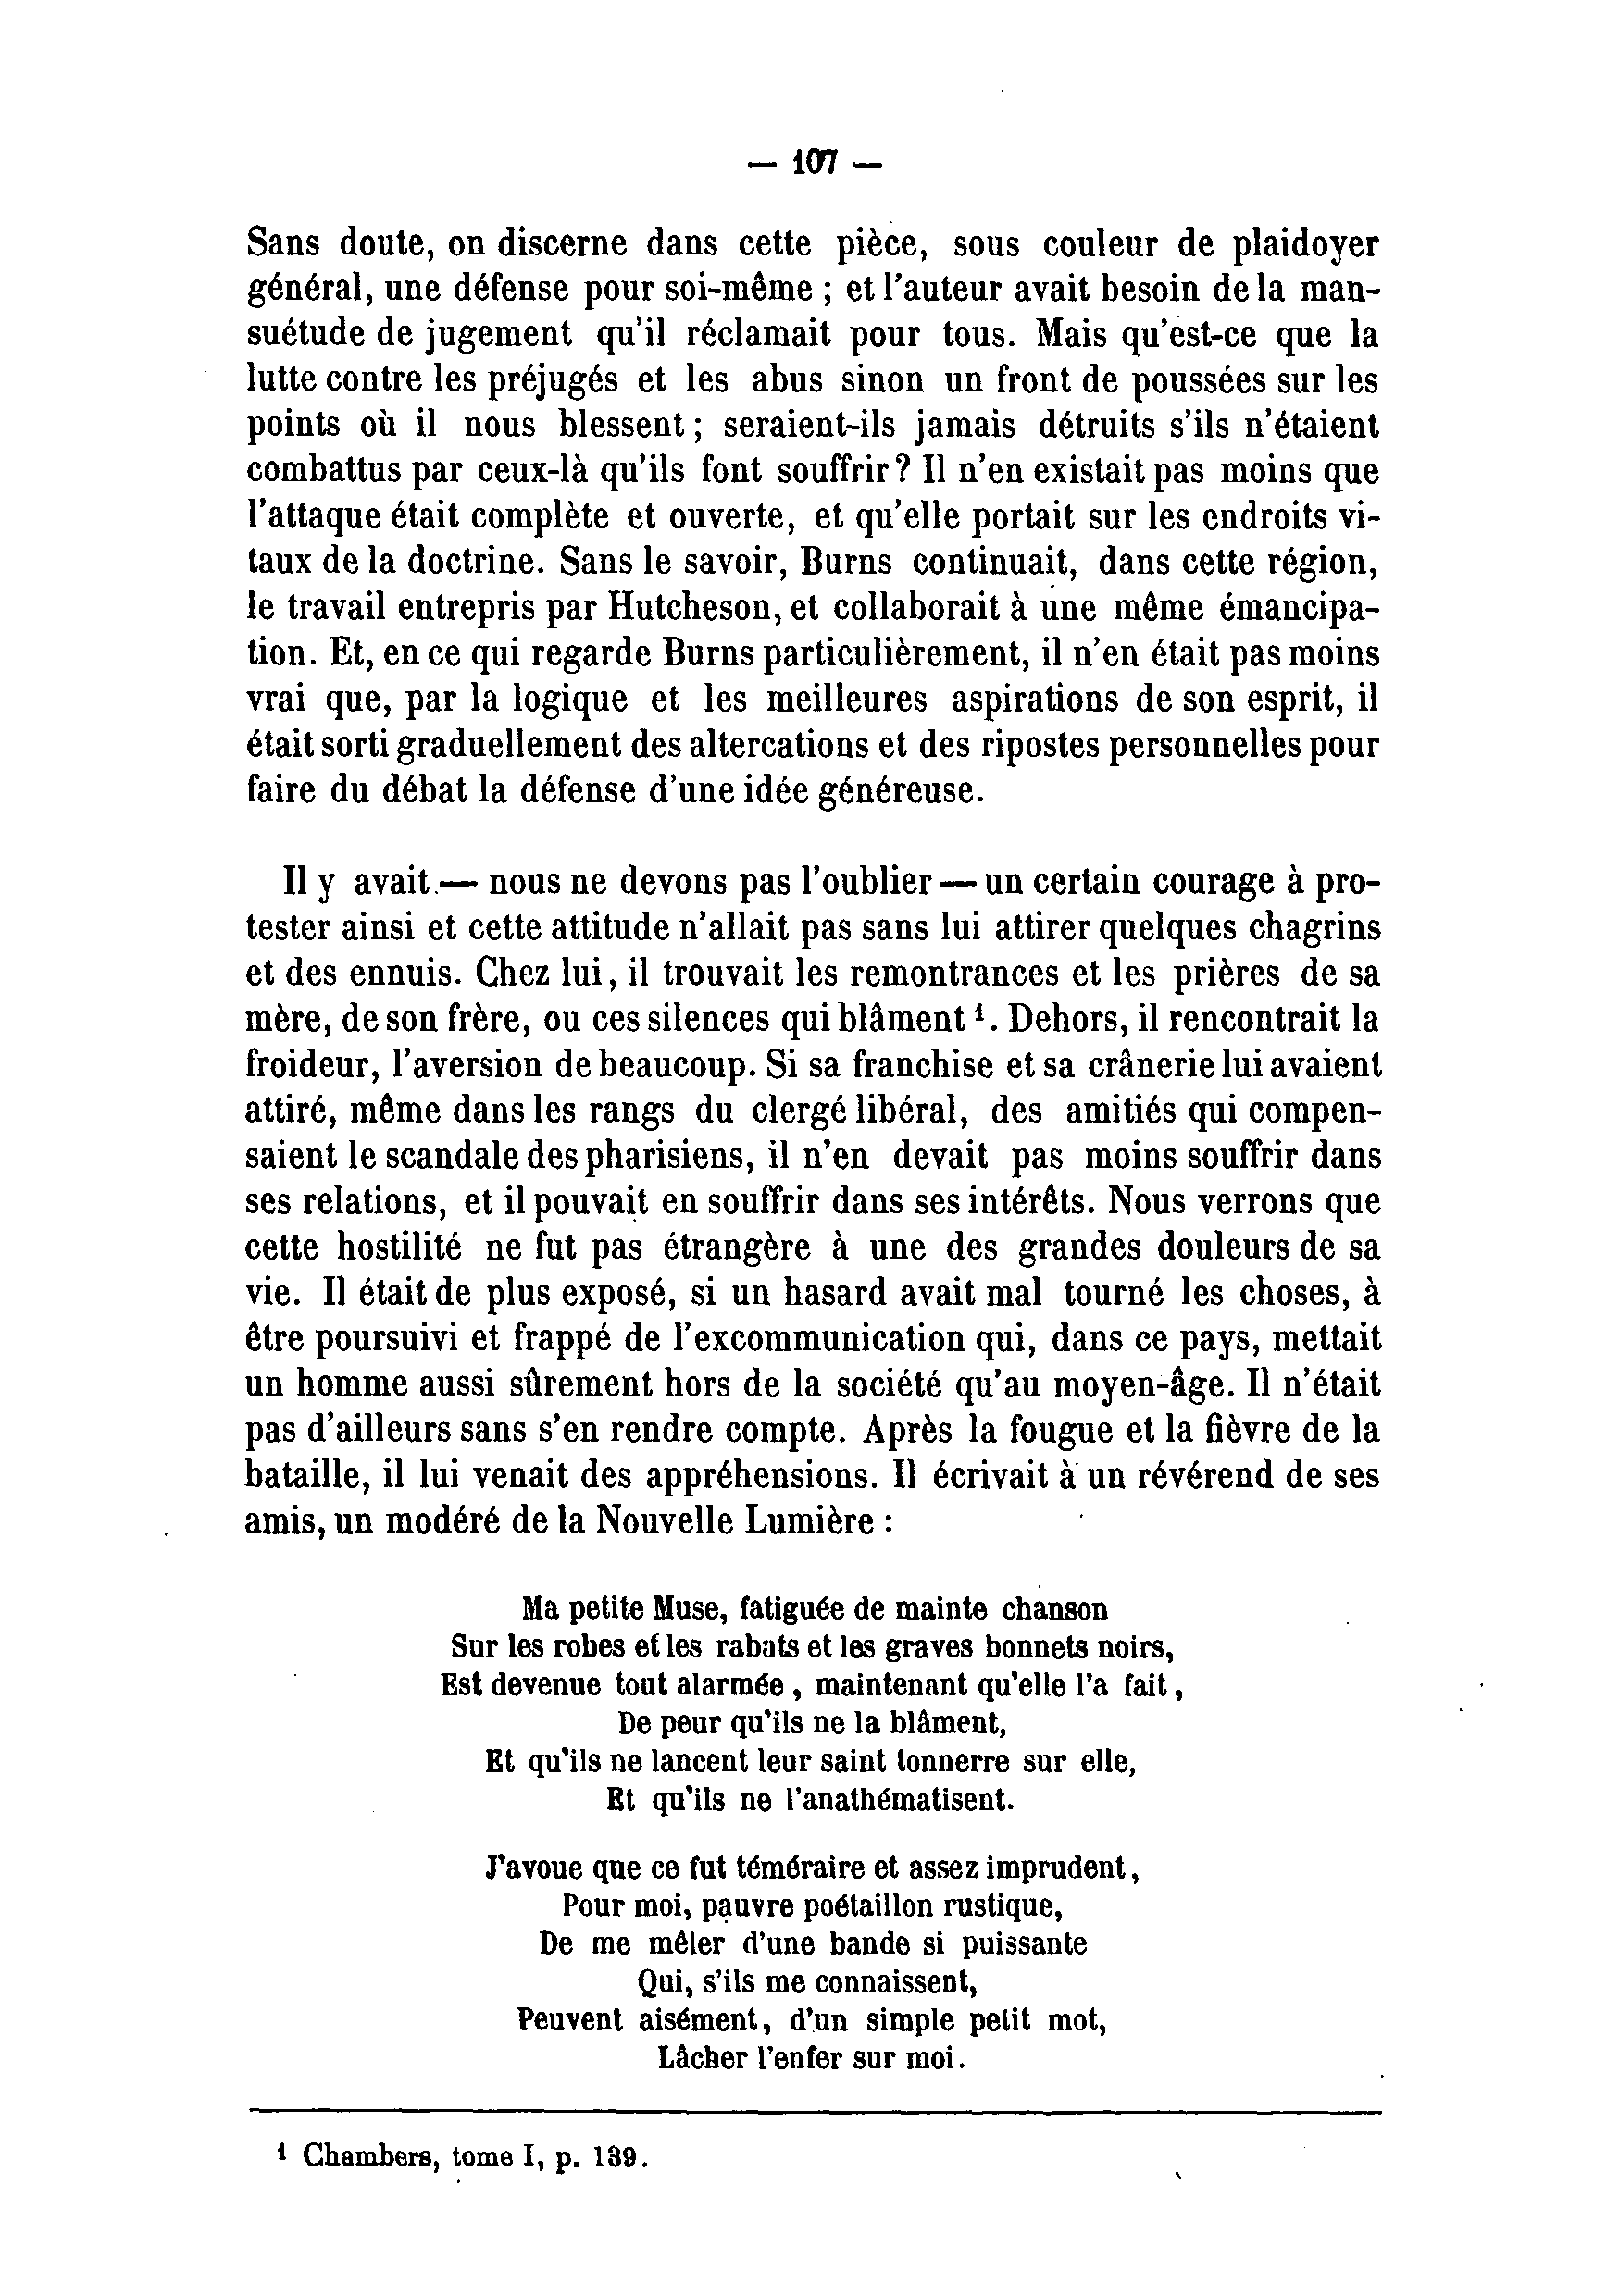 — 107 —
Sans doute, on discerne dans cette pièce, sous couleur de plaidoyer
général, une défense pour soi-même ; et l'auteur avait besoin de la man-
suétude de jugement qu'il réclamait pour tous. Mais qu'est-ce que la
lutte contre les préjugés et les abus sinon un front de poussées sur les
points où il nous blessent ; seraient-ils jamais détruits s'ils n'étaient
combattus par ceux-là qu'ils font souffrir ? Il n'en existait pas moins que
l'attaque était complète et ouverte, et qu'elle portait sur les endroits vi-
taux de la doctrine. Sans le savoir, Burns continuait, dans cette région,
le travail entrepris par Hutcheson, et collaborait à une même émancipa-
tion. Et, en ce qui regarde Burns particulièrement, il n'en était pas moins
vrai que, par la logique et les meilleures aspirations de son esprit, il
était sorti graduellement des altercations et des ripostes personnelles pour
faire du débat la défense d'une idée généreuse.
Il y avait — nous ne devons pas l'oublier — un certain courage à pro-
tester ainsi et cette attitude n'allait pas sans lui attirer quelques chagrins
et des ennuis. Chez lui, il trouvait les remontrances et les prières de sa
mère, de son frère, ou ces silences qui blâment ¹. Dehors, il rencontrait la
froideur, l'aversion de beaucoup. Si sa franchise et sa crânerie lui avaient
attiré, même dans les rangs du clergé libéral, des amitiés qui compen-
saient le scandale des pharisiens, il n'en devait pas moins souffrir dans
ses relations, et il pouvait en souffrir dans ses intérêts. Nous verrons que
cette hostilité ne fut pas étrangère à une des grandes douleurs de sa
vie. Il était de plus exposé, si un hasard avait mal tourné les choses, à
être poursuivi et frappé de l'excommunication qui, dans ce pays, mettait
un homme aussi sûrement hors de la société qu'au moyen-âge. Il n'était
pas d'ailleurs sans s'en rendre compte. Après la fougue et la fièvre de la
bataille, il lui venait des appréhensions. Il écrivait à un révérend de ses
amis, un modéré de la Nouvelle Lumière :
Ma petite Muse, fatiguée de mainte chanson
Sur les robes et les rabats et les graves bonnets noirs,
Est devenue tout alarmée, maintenant qu'elle l'a fait,
De peur qu'ils ne la blâment,
Et qu'ils ne lancent leur saint tonnerre sur elle,
Et qu'ils ne l'anathématisent.
J'avoue que ce fut téméraire et assez imprudent,
Pour moi, pauvre poétaillon rustique,
De me mêler d'une bande si puissante
Qui, s'ils me connaissent,
Peuvent aisément, d'un simple petit mot,
Lâcher l'enfer sur moi.
¹ Chambers, tome I, p. 139.